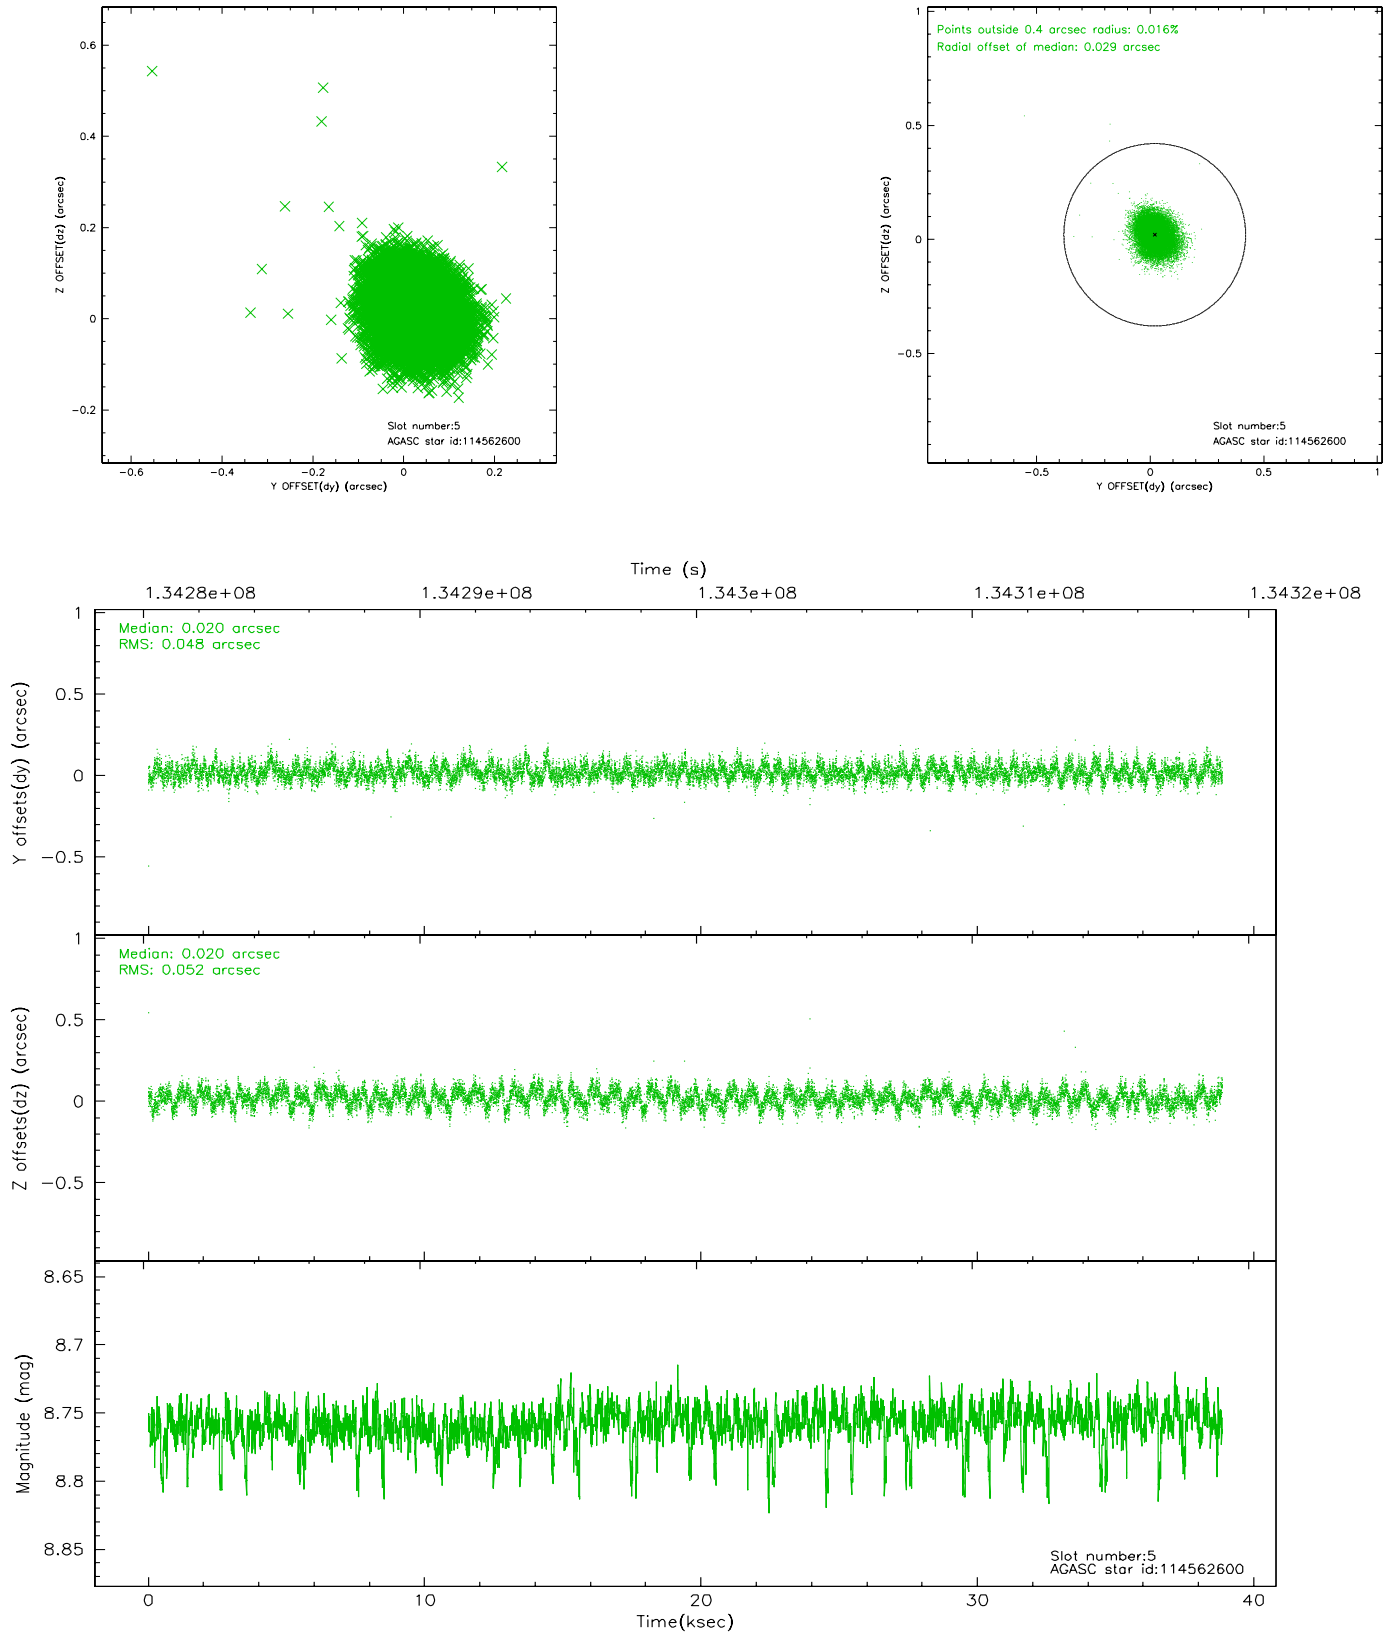 0.6
0.4
0.2
0
−0.2
Z OFFSET(dz) (arcsec)
Slot number:5
AGASC star id:114562600
−0.6 −0.4 −0.2 0 0.2
Y OFFSET(dy) (arcsec)
Points outside 0.4 arcsec radius: 0.016%
Radial offset of median: 0.029 arcsec
1
0.5
0
−0.5
Z OFFSET(dz) (arcsec)
Slot number:5
AGASC star id:114562600
−0.5 0 0.5 1
Y OFFSET(dy) (arcsec)
Time (s)
1.3428e+08 1.3429e+08 1.343e+08 1.3431e+08 1.3432e+08
Median: 0.020 arcsec
RMS: 0.048 arcsec
1
0.5
0
−0.5
Y offsets(dy) (arcsec)
Median: 0.020 arcsec
RMS: 0.052 arcsec
1
0.5
0
−0.5
Z offsets(dz) (arcsec)
8.65
8.7
8.75
8.8
8.85
Magnitude (mag)
Slot number:5
AGASC star id:114562600
0 10 20 30 40
Time(ksec)